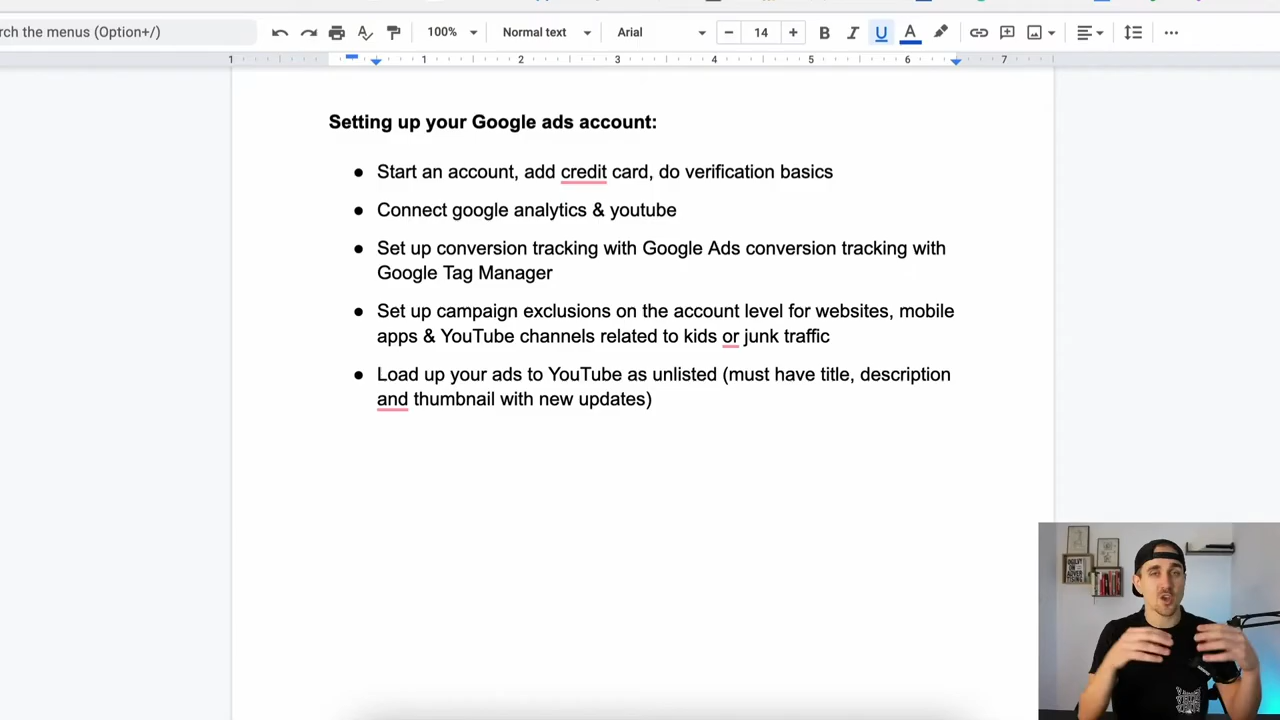 rch the menus (Option+/)
100%
Normal text
Arial
14
1 1 2 3 4 5 6 7
Setting up your Google ads account:
● Start an account, add credit card, do verification basics
● Connect google analytics & youtube
● Set up conversion tracking with Google Ads conversion tracking with
Google Tag Manager
● Set up campaign exclusions on the account level for websites, mobile
apps & YouTube channels related to kids or junk traffic
● Load up your ads to YouTube as unlisted (must have title, description
and thumbnail with new updates)
OGILVY
ON
ADVER
TISING